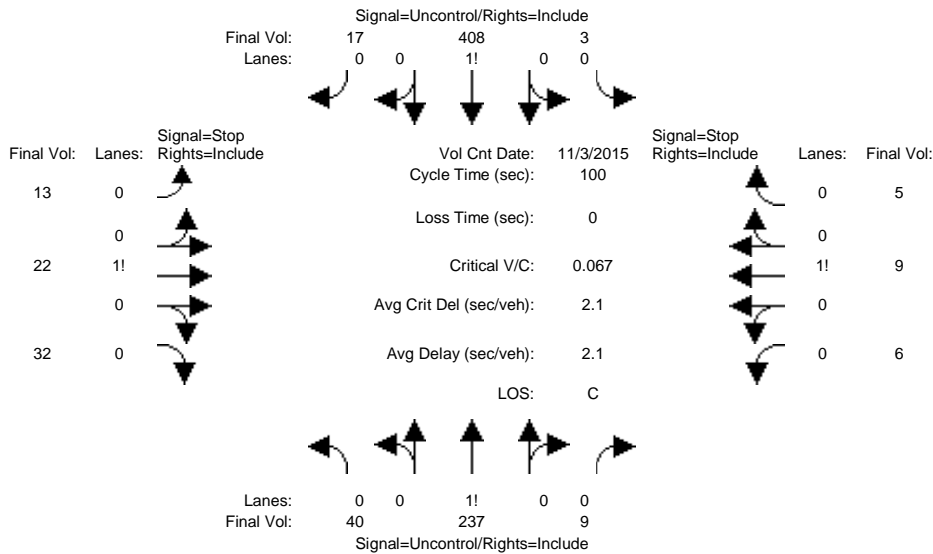 Signal=Uncontrol/Rights=Include
Final Vol: 17 408 3
Lanes: 0 0 1! 0 0
Signal=Stop Signal=Stop
Final Vol: Lanes: Rights=Include Vol Cnt Date: 11/3/2015 Rights=Include Lanes: Final Vol:
Cycle Time (sec): 100
13 0 0 5
Loss Time (sec): 0
0 0
22 1! Critical V/C: 0.067 1! 9
0 Avg Crit Del (sec/veh): 2.1 0
32 0 Avg Delay (sec/veh): 2.1 0 6
LOS: C
Lanes: 0 0 1! 0 0
Final Vol: 40 237 9
Signal=Uncontrol/Rights=Include